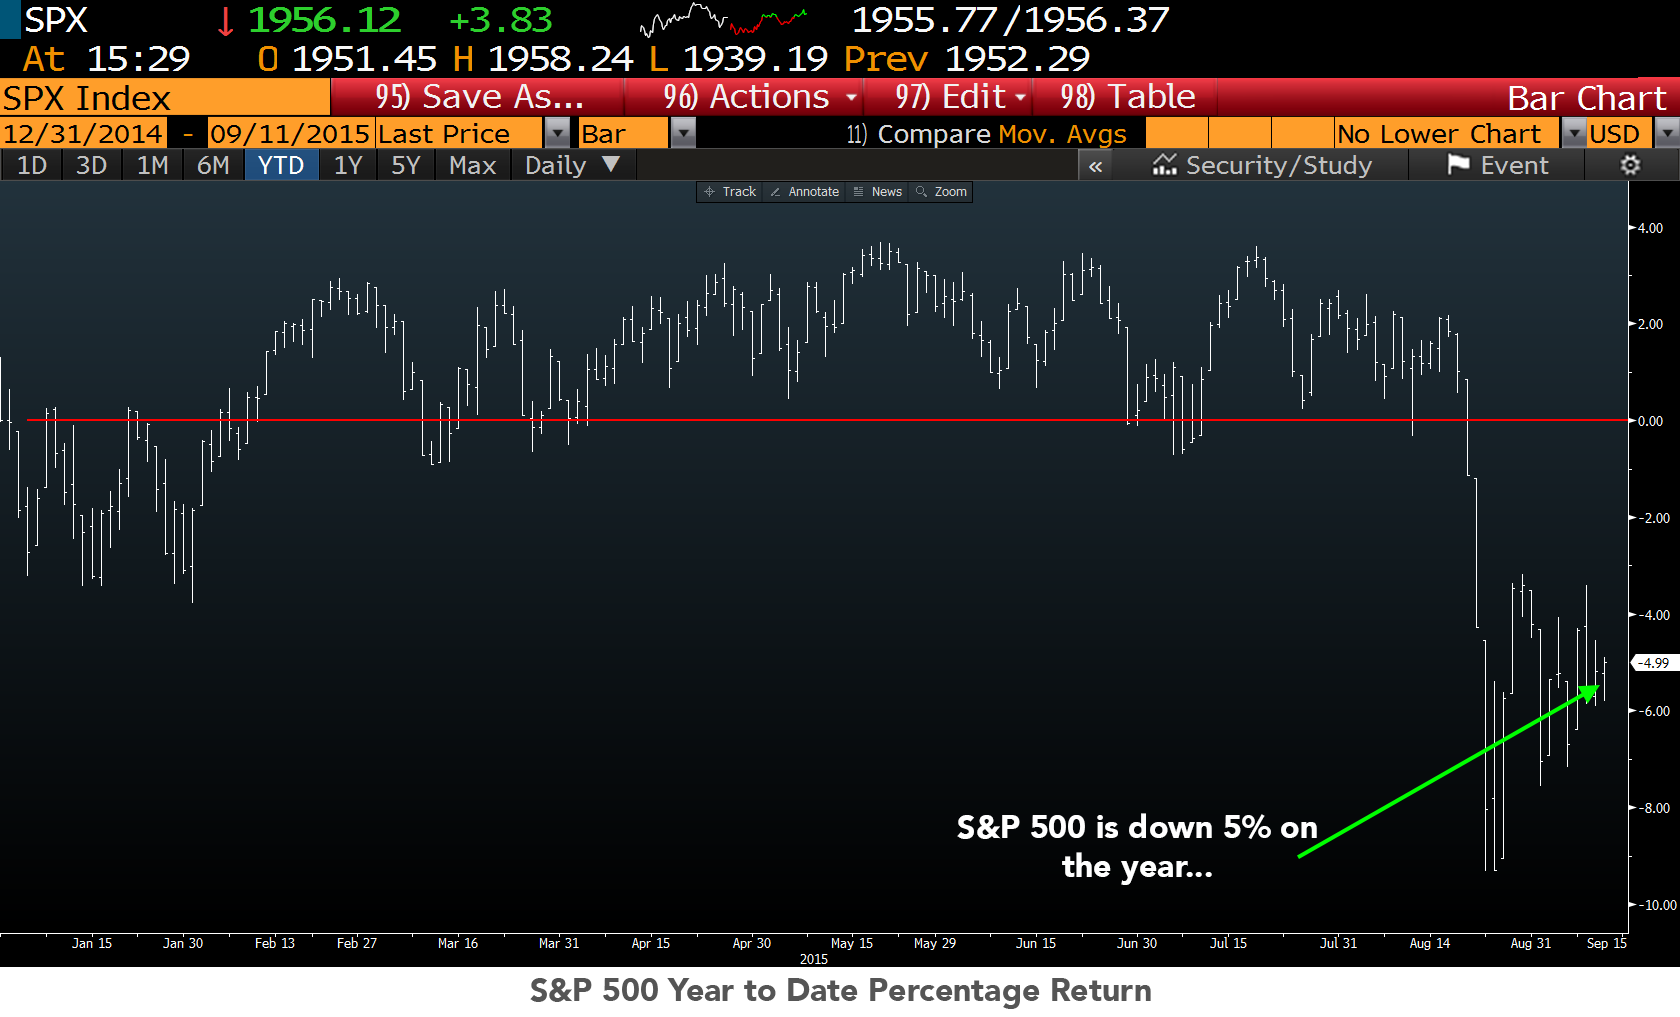 SPX ↓ 1956.12 +3.83 1955.77/1956.37
At 15:29 O 1951.45 H 1958.24 L 1939.19 Prev 1952.29
SPX Index 95) Save As... 96) Actions 97) Edit 98) Table Bar Chart
12/31/2014 - 09/11/2015 Last Price Bar 11) Compare Mov. Avgs No Lower Chart USD
1D 3D 1M 6M YTD 1Y 5Y Max Daily ▼ « Security/Study Event
Track Annotate News Zoom
4.00
2.00
0.00
-2.00
-4.00
-4.99
-6.00
-8.00
-10.00
S&P 500 is down 5% on
the year...
Jan 15 Jan 30 Feb 13 Feb 27 Mar 16 Mar 31 Apr 15 Apr 30 May 15 May 29 Jun 15 Jun 30 Jul 15 Jul 31 Aug 14 Aug 31 Sep 15
2015
S&P 500 Year to Date Percentage Return